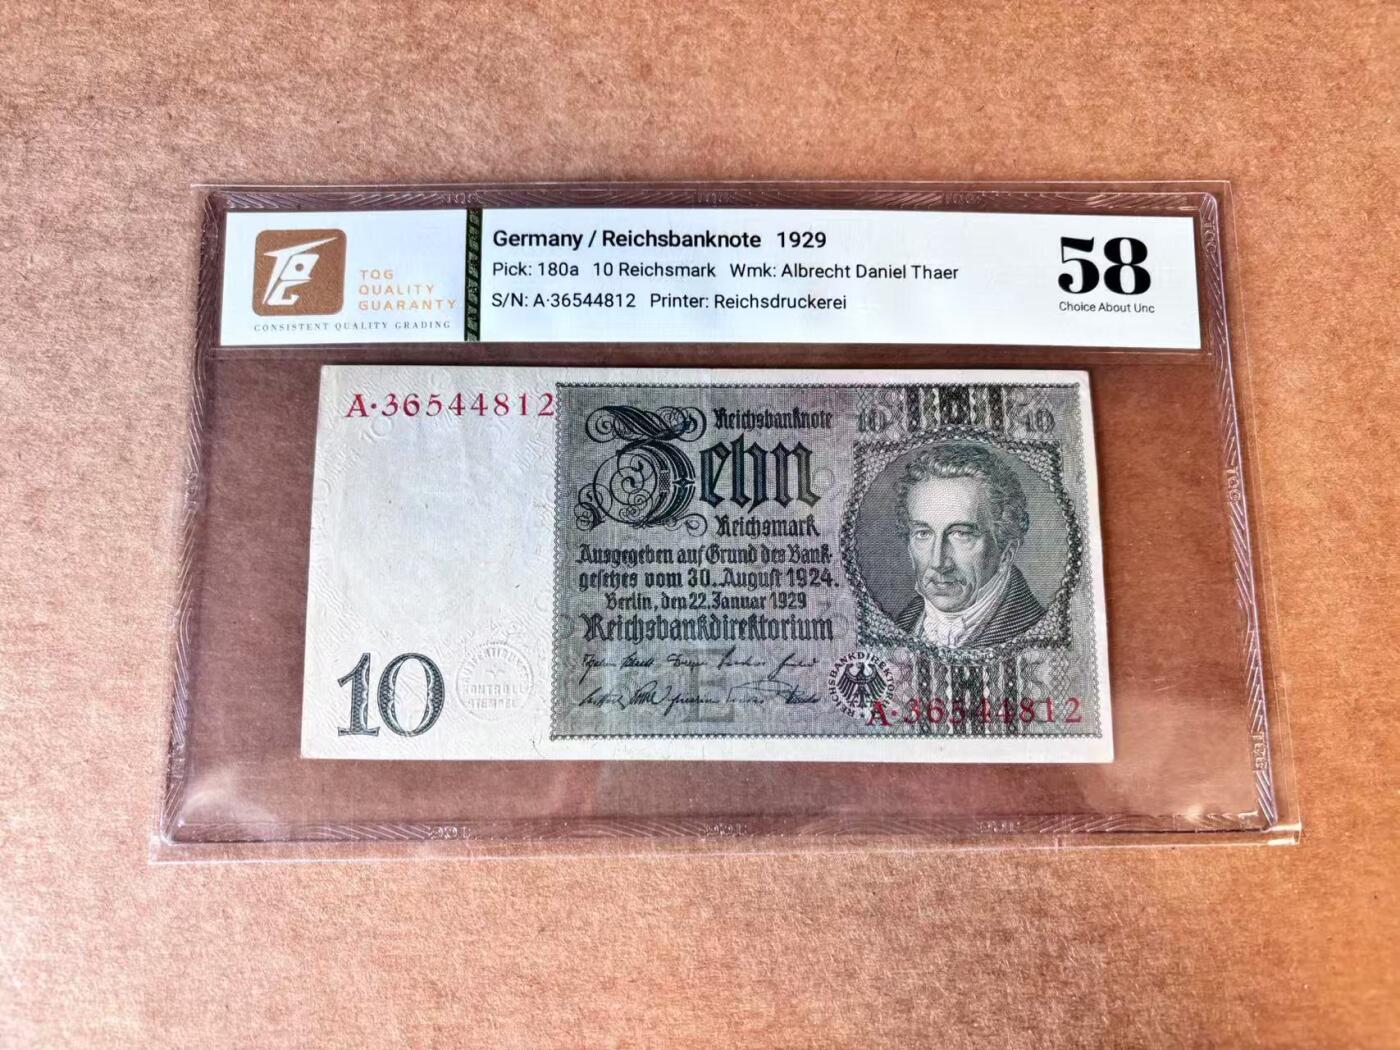 TQG
QUALITY
GUARANTY
CONSISTENT QUALITY GRADING
Germany / Reichsbanknote 1929
Pick: 180a 10 Reichsmark Wmk: Albrecht Daniel Thaer
S/N: A·36544812 Printer: Reichsdruckerei
58
Choice About Unc
A·36544812
Reichsbanknote
Zehn
Reichsmark
Ausgegeben auf Grund des Bank-
gesetzes vom 30. August 1924.
Berlin, den 22. Januar 1929
Reichsbankdirektorium
10
10
10
KONTROLL
STEMPEL
REICHSBANKDIREKTORIUM
A·36544812